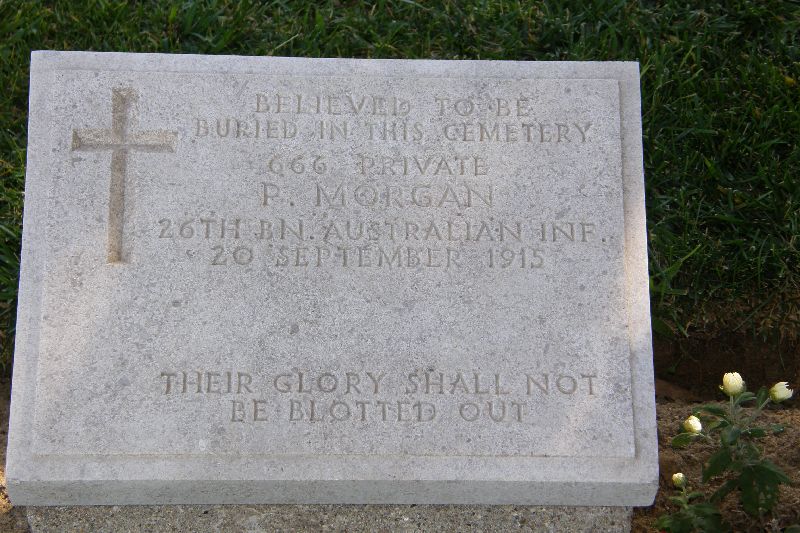 BELIEVED TO BE
BURIED IN THIS CEMETERY
666 PRIVATE
P. MORGAN
26TH BN. AUSTRALIAN INF.
20 SEPTEMBER 1915
THEIR GLORY SHALL NOT
BE BLOTTED OUT